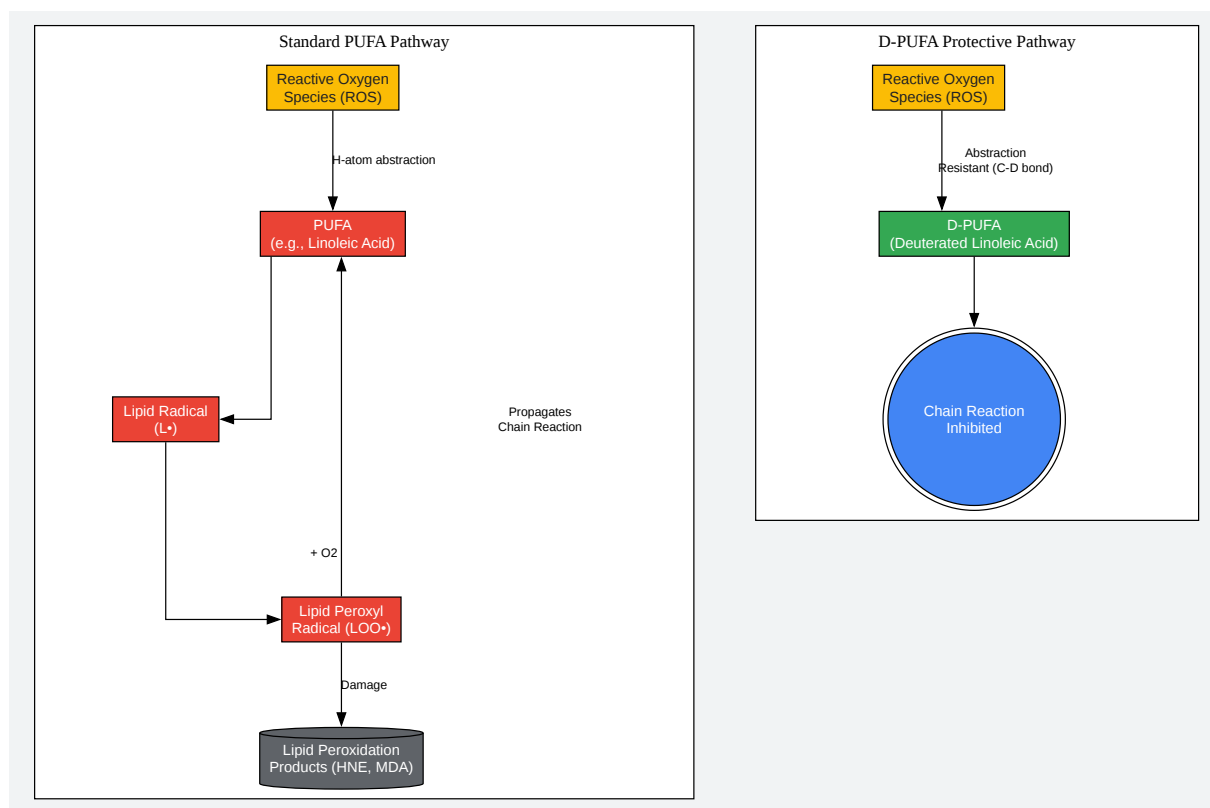 Standard PUFA Pathway
Reactive Oxygen
Species (ROS)
H-atom abstraction
PUFA
(e.g., Linoleic Acid)
Lipid Radical
(L•)
Propagates
Chain Reaction
+ O2
Lipid Peroxyl
Radical (LOO•)
Damage
Lipid Peroxidation
Products (HNE, MDA)
D-PUFA Protective Pathway
Reactive Oxygen
Species (ROS)
Abstraction
Resistant (C-D bond)
D-PUFA
(Deuterated Linoleic Acid)
Chain Reaction
Inhibited